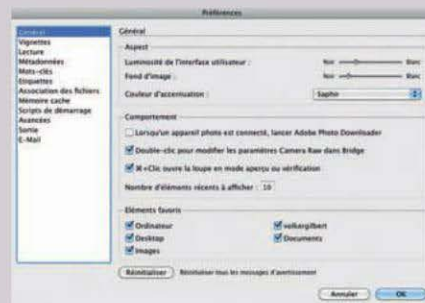 Préférences
Général
Vignettes
Lecture
Métadonnées
Mots-clés
Etiquettes
Association des fichiers
Mémoire cache
Scripts de démarrage
Avancées
Sortie
E-Mail
Général
Aspect
Luminosité de l'interface utilisateur :
Noir
Blanc
Fond d'image :
Noir
Blanc
Couleur d'accentuation :
Saphir
Comportement
Lorsqu'un appareil photo est connecté, lancer Adobe Photo Downloader
Double-clic pour modifier les paramètres Camera Raw dans Bridge
⌘+Clic ouvre la loupe en mode aperçu ou vérification
Nombre d'éléments récents à afficher : 10
Eléments favoris
Ordinateur
volkergilbert
Desktop
Documents
Images
Réinitialiser
Réinitialiser tous les messages d'avertissement
Annuler
OK